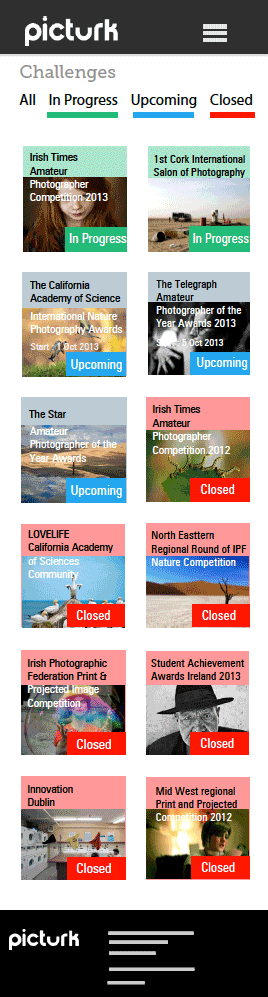 picturk
Challenges
All In Progress Upcoming Closed
Irish Times
Amateur
Photographer
Competition 2013
In Progress
1st Cork International
Salon of Photography
In Progress
The California
Academy of Science
International Nature
Photography Awards
Start : 1 Oct 2013
Upcoming
The Telegraph
Amateur
Photographer of the
Year Awards 2013
Start : 5 Oct 2013
Upcoming
The Star
Amateur
Photographer of the
Year Awards
Upcoming
Irish Times
Amateur
Photographer
Competition 2012
Closed
LOVELIFE
California Academy
of Sciences
Community
Closed
North Easttern
Regional Round of IPF
Nature Competition
Closed
Irish Photographic
Federation Print &
Projected Image
Competition
Closed
Student Achievement
Awards Ireland 2013
Closed
Innovation
Dublin
Closed
Mid West regional
Print and Projected
Competition 2012
Closed
picturk